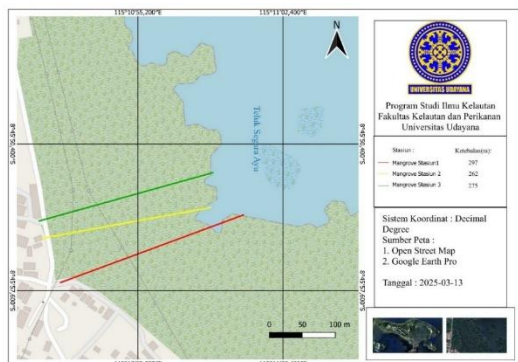 115°10'55,200"E
115°11'02,400"E
N
Teluk Segara Ayu
0 50 100 m
UNIVERSITAS UDAYANA
Program Studi Ilmu Kelautan
Fakultas Kelautan dan Perikanan
Universitas Udayana
Stasiun :
Ketebalan(m):
Mangrove Stasiun1 297
Mangrove Stasiun 2 262
Mangrove Stasiun 3 275
Sistem Koordinat : Decimal
Degree
Sumber Peta :
1. Open Street Map
2. Google Earth Pro
Tanggal : 2025-03-13